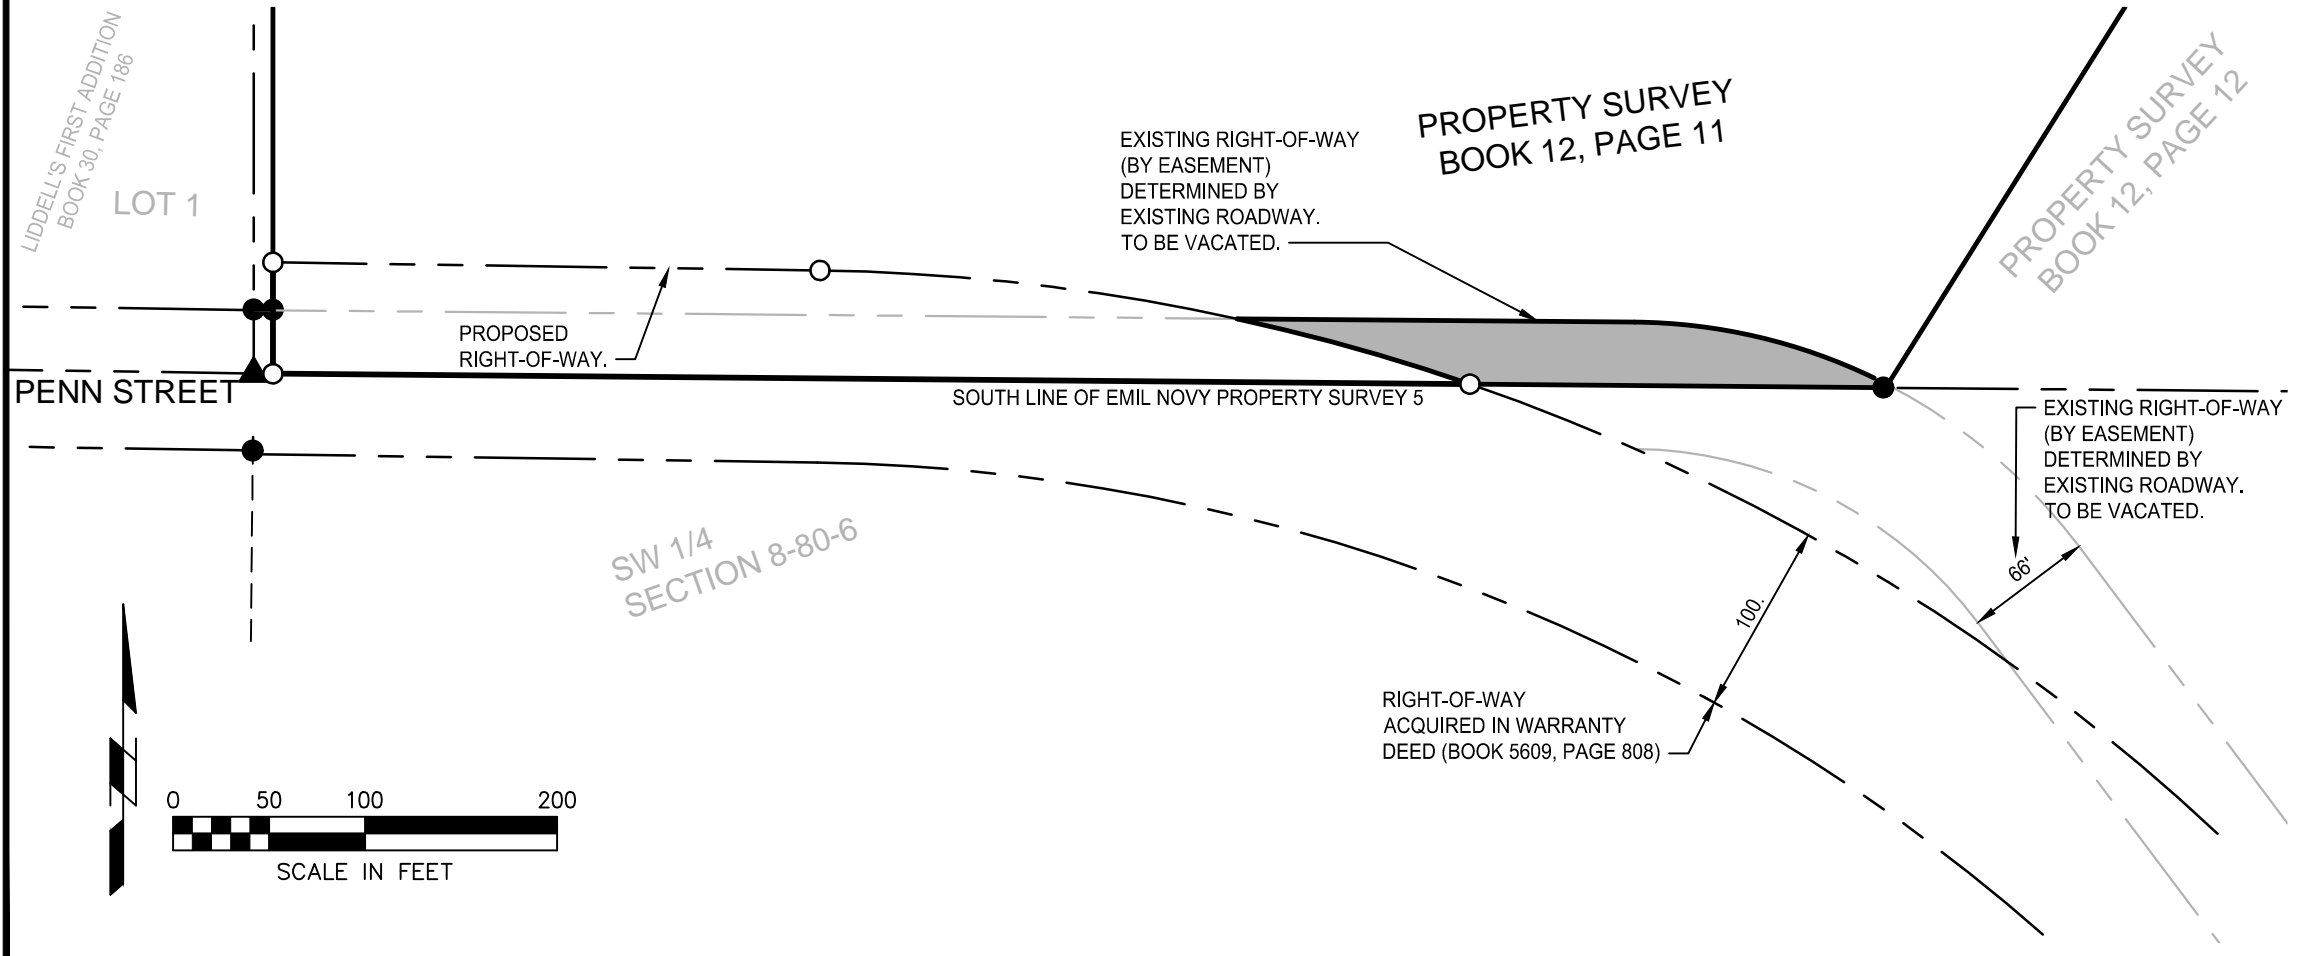 LIDDELL'S FIRST ADDITION
BOOK 30, PAGE 186
LOT 1
PROPERTY SURVEY
BOOK 12, PAGE 11
PROPERTY SURVEY
BOOK 12, PAGE 12
EXISTING RIGHT-OF-WAY
(BY EASEMENT)
DETERMINED BY
EXISTING ROADWAY.
TO BE VACATED.
PROPOSED
RIGHT-OF-WAY.
PENN STREET
SOUTH LINE OF EMIL NOVY PROPERTY SURVEY 5
EXISTING RIGHT-OF-WAY
(BY EASEMENT)
DETERMINED BY
EXISTING ROADWAY.
TO BE VACATED.
66'
SW 1/4
SECTION 8-80-6
100.
RIGHT-OF-WAY
ACQUIRED IN WARRANTY
DEED (BOOK 5609, PAGE 808)
N
0 50 100 200
SCALE IN FEET